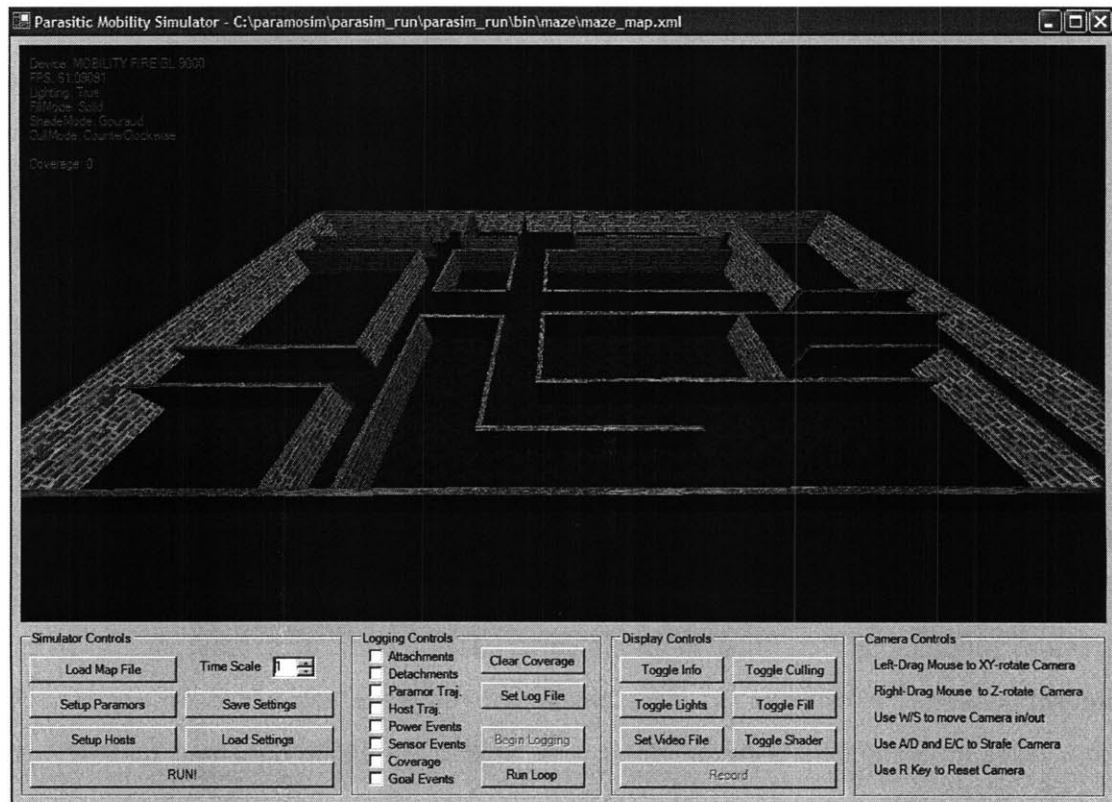 Parasitic Mobility Simulator - C:\paramosim\parasim_run\parasim_run\bin\maze\maze_map.xml
Device: MOBILITY FIRE GL 9000
FPS: 61.09091
Lighting: True
FillMode: Solid
ShadeMode: Gouraud
CullMode: CounterClockwise
Coverage: 0
Simulator Controls
Load Map File
Time Scale 1
Setup Paramors
Save Settings
Setup Hosts
Load Settings
RUN!
Logging Controls
Attachments
Detachments
Paramor Traj.
Host Traj.
Power Events
Sensor Events
Coverage
Goal Events
Clear Coverage
Set Log File
Begin Logging
Run Loop
Display Controls
Toggle Info
Toggle Culling
Toggle Lights
Toggle Fill
Set Video File
Toggle Shader
Record
Camera Controls
Left-Drag Mouse to XY-rotate Camera
Right-Drag Mouse to Z-rotate Camera
Use W/S to move Camera in/out
Use A/D and E/C to Strafe Camera
Use R Key to Reset Camera